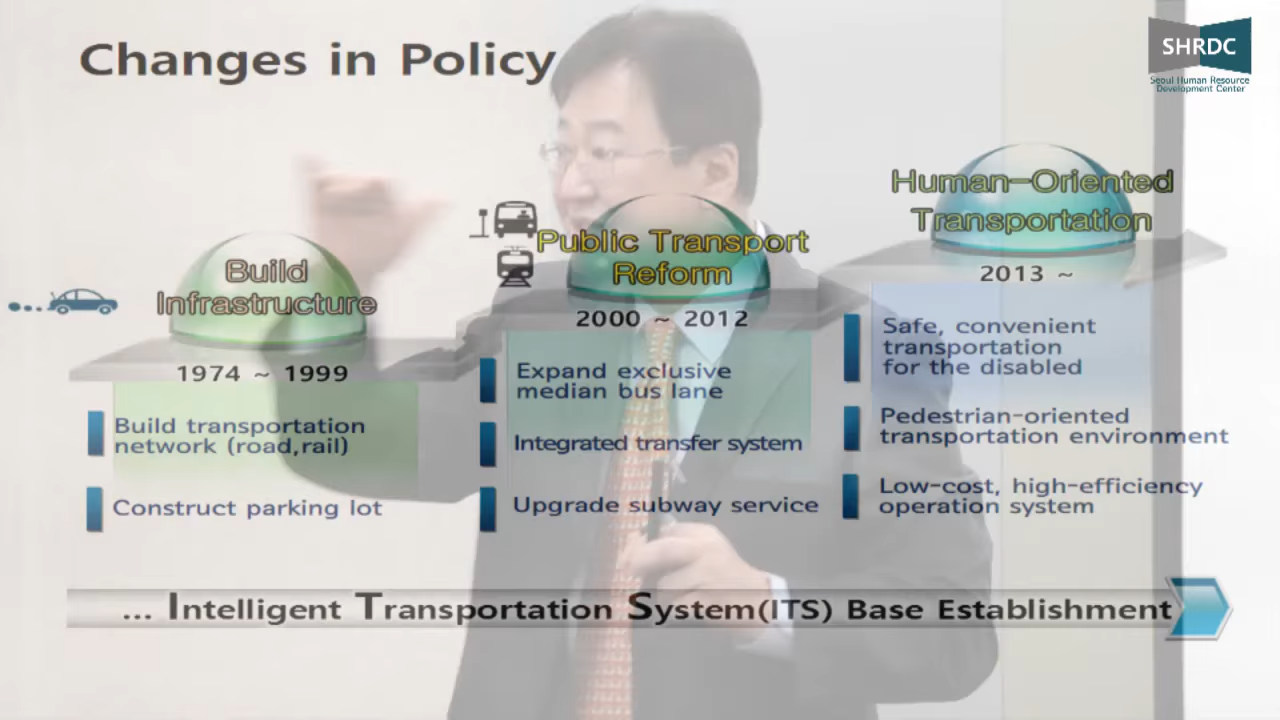 Changes in Policy
SHRDC
Seoul Human Resource
Development Center
Build
Infrastructure
1974 ~ 1999
Build transportation
network (road,rail)
Construct parking lot
Public Transport
Reform
2000 ~ 2012
Expand exclusive
median bus lane
Integrated transfer system
Upgrade subway service
Human-Oriented
Transportation
2013 ~
Safe, convenient
transportation
for the disabled
Pedestrian-oriented
transportation environment
Low-cost, high-efficiency
operation system
... Intelligent Transportation System(ITS) Base Establishment